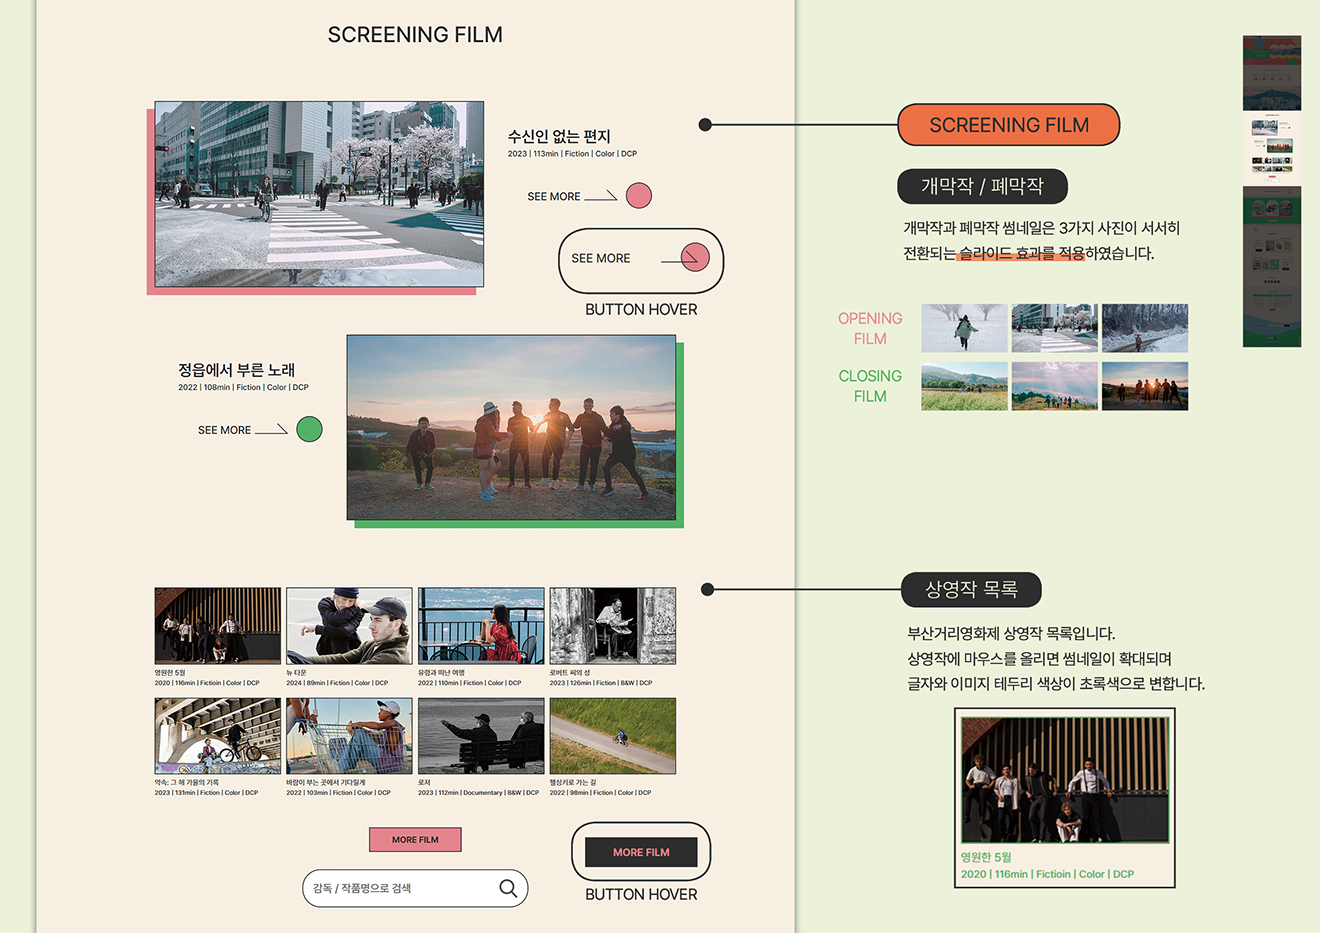 SCREENING FILM
수신인 없는 편지
2023 | 113min | Fiction | Color | DCP
SEE MORE
SEE MORE
BUTTON HOVER
정읍에서 부른 노래
2022 | 108min | Fiction | Color | DCP
SEE MORE
영원한 5월
2020 | 116min | Fictioin | Color | DCP
뉴 타운
2024 | 89min | Fiction | Color | DCP
유령과 떠난 여행
2022 | 110min | Fiction | Color | DCP
로버트 씨의 성
2023 | 126min | Fiction | B&W | DCP
약속: 그 해 가을의 기록
2023 | 131min | Fiction | Color | DCP
바람이 부는 곳에서 기다릴게
2022 | 103min | Fiction | Color | DCP
로저
2023 | 112min | Documentary | B&W | DCP
헬싱키로 가는 길
2022 | 98min | Fiction | Color | DCP
MORE FILM
감독 / 작품명으로 검색
MORE FILM
BUTTON HOVER
SCREENING FILM
개막작 / 폐막작
개막작과 폐막작 썸네일은 3가지 사진이 서서히
전환되는 슬라이드 효과를 적용하였습니다.
OPENING
FILM
CLOSING
FILM
상영작 목록
부산거리영화제 상영작 목록입니다.
상영작에 마우스를 올리면 썸네일이 확대되며
글자와 이미지 테두리 색상이 초록색으로 변합니다.
영원한 5월
2020 | 116min | Fictioin | Color | DCP